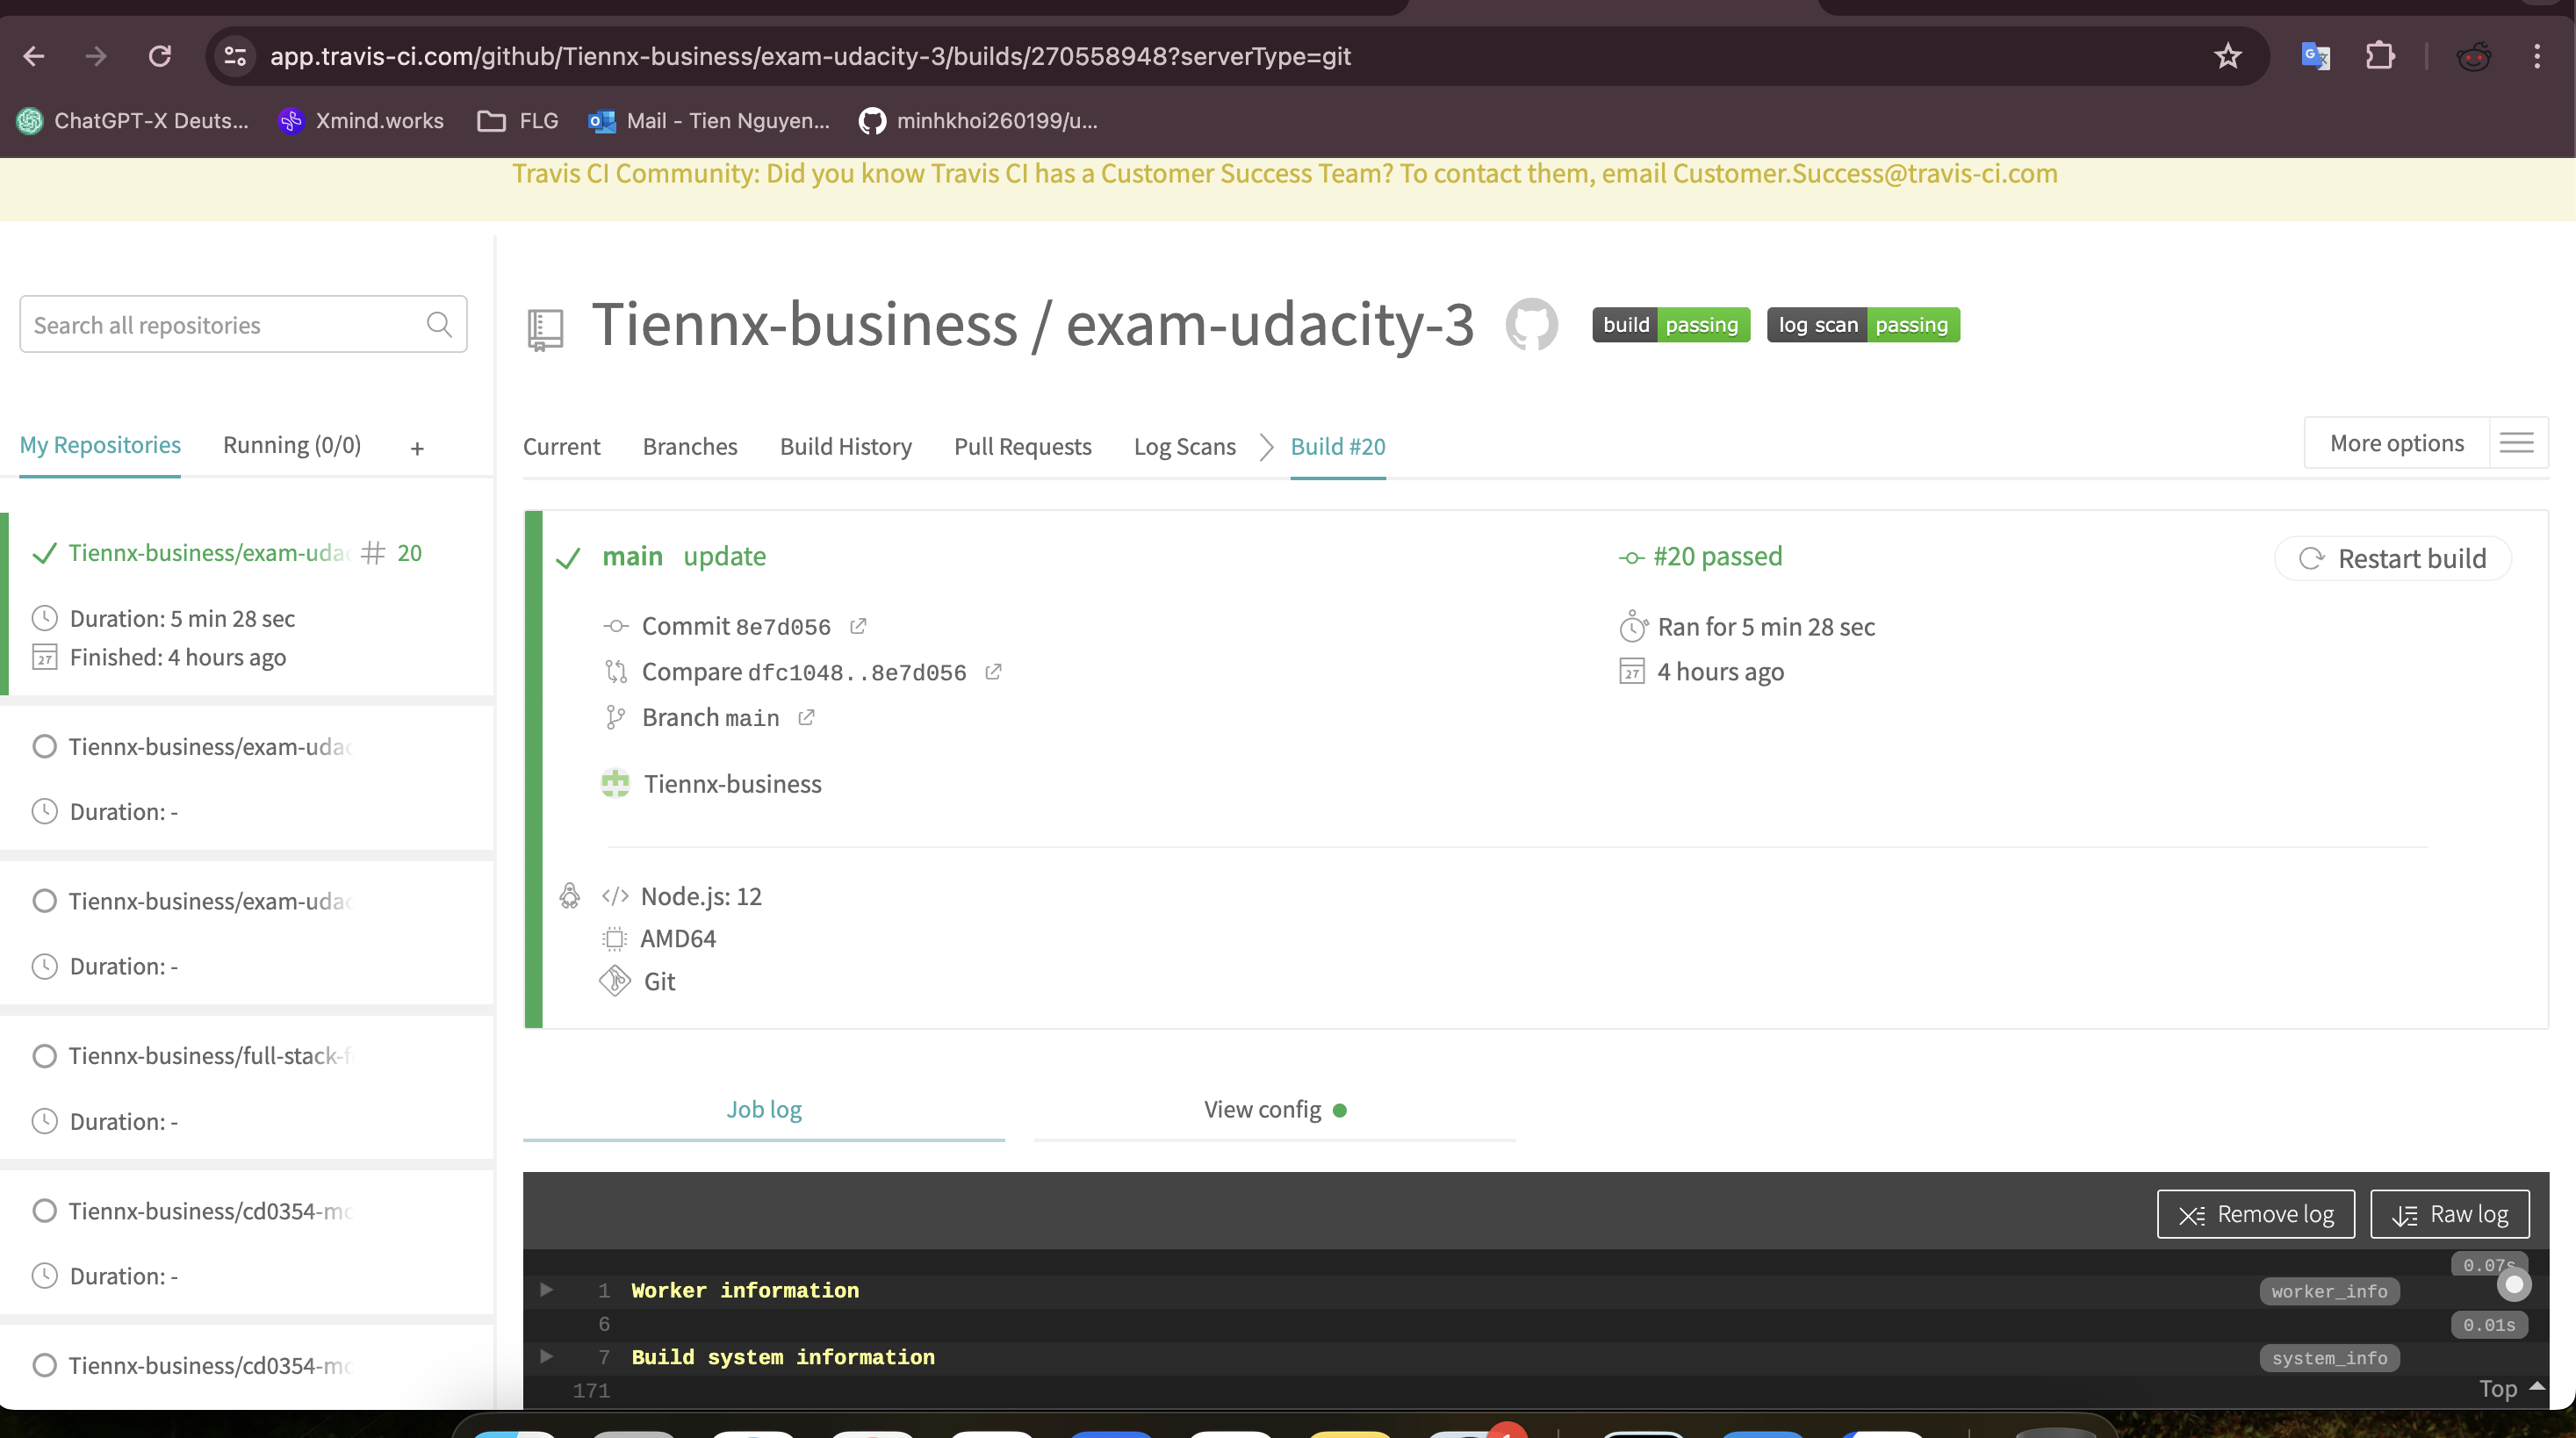 app.travis-ci.com/github/Tiennx-business/exam-udacity-3/builds/270558948?serverType=git
ChatGPT-X Deuts...
Xmind.works
FLG
Mail - Tien Nguyen...
minhkhoi260199/u...
Travis CI Community: Did you know Travis CI has a Customer Success Team? To contact them, email Customer.Success@travis-ci.com
Search all repositories
Tiennx-business / exam-udacity-3
build passing
log scan passing
My Repositories
Running (0/0)
+
Current
Branches
Build History
Pull Requests
Log Scans
Build #20
More options
Tiennx-business/exam-udac
# 20
Duration: 5 min 28 sec
Finished: 4 hours ago
Tiennx-business/exam-udac
Duration: -
Tiennx-business/exam-udac
Duration: -
Tiennx-business/full-stack-f
Duration: -
Tiennx-business/cd0354-mc
Duration: -
Tiennx-business/cd0354-mc
main update
#20 passed
Restart build
Commit 8e7d056
Ran for 5 min 28 sec
Compare dfc1048..8e7d056
4 hours ago
Branch main
Tiennx-business
Node.js: 12
AMD64
Git
Job log
View config
Remove log
Raw log
0.07s
1 Worker information
worker_info
6
0.01s
7 Build system information
system_info
171
Top